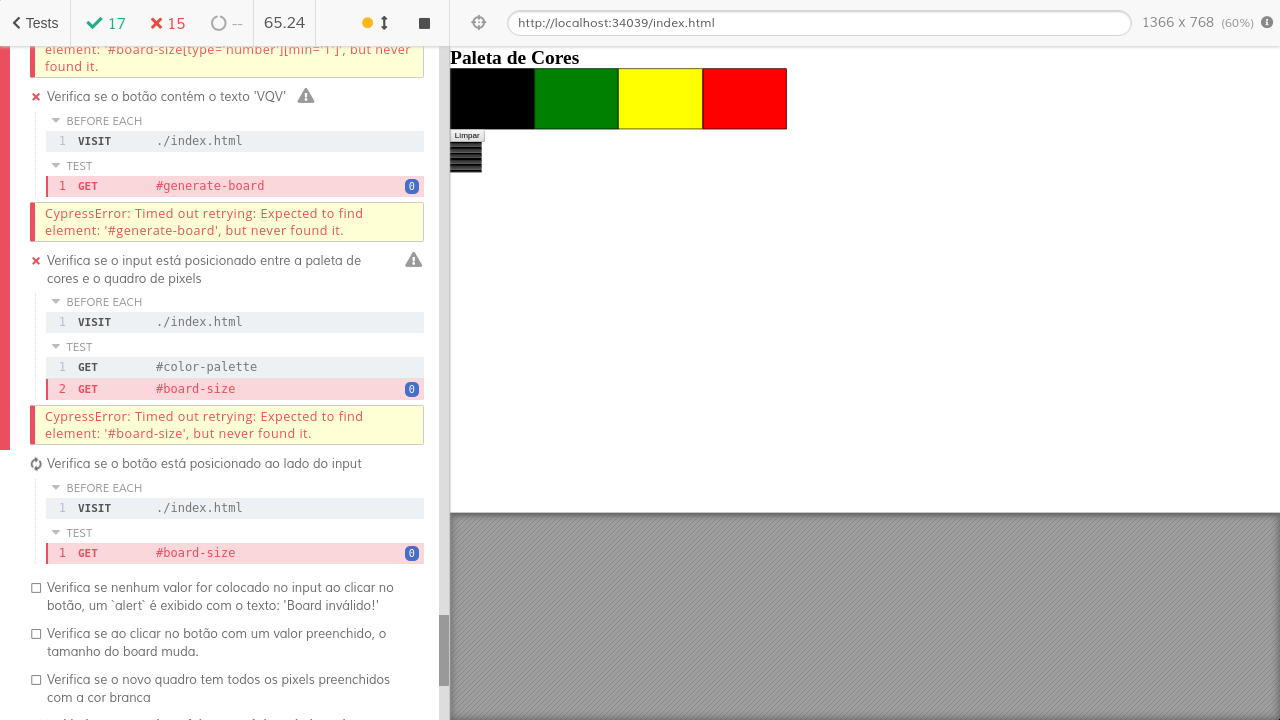 Tests 17 15 -- 65.24
http://localhost:34039/index.html 1366 x 768 (60%)
element: '#board-size[type='number'][min='1']', but never
found it.
Verifica se o botão contém o texto 'VQV'
BEFORE EACH
1 VISIT ./index.html
TEST
1 GET #generate-board 0
CypressError: Timed out retrying: Expected to find
element: '#generate-board', but never found it.
Verifica se o input está posicionado entre a paleta de
cores e o quadro de pixels
BEFORE EACH
1 VISIT ./index.html
TEST
1 GET #color-palette
2 GET #board-size 0
CypressError: Timed out retrying: Expected to find
element: '#board-size', but never found it.
Verifica se o botão está posicionado ao lado do input
BEFORE EACH
1 VISIT ./index.html
TEST
1 GET #board-size 0
Verifica se nenhum valor for colocado no input ao clicar no
botão, um `alert` é exibido com o texto: 'Board inválido!'
Verifica se ao clicar no botão com um valor preenchido, o
tamanho do board muda.
Verifica se o novo quadro tem todos os pixels preenchidos
com a cor branca
Paleta de Cores
Limpar